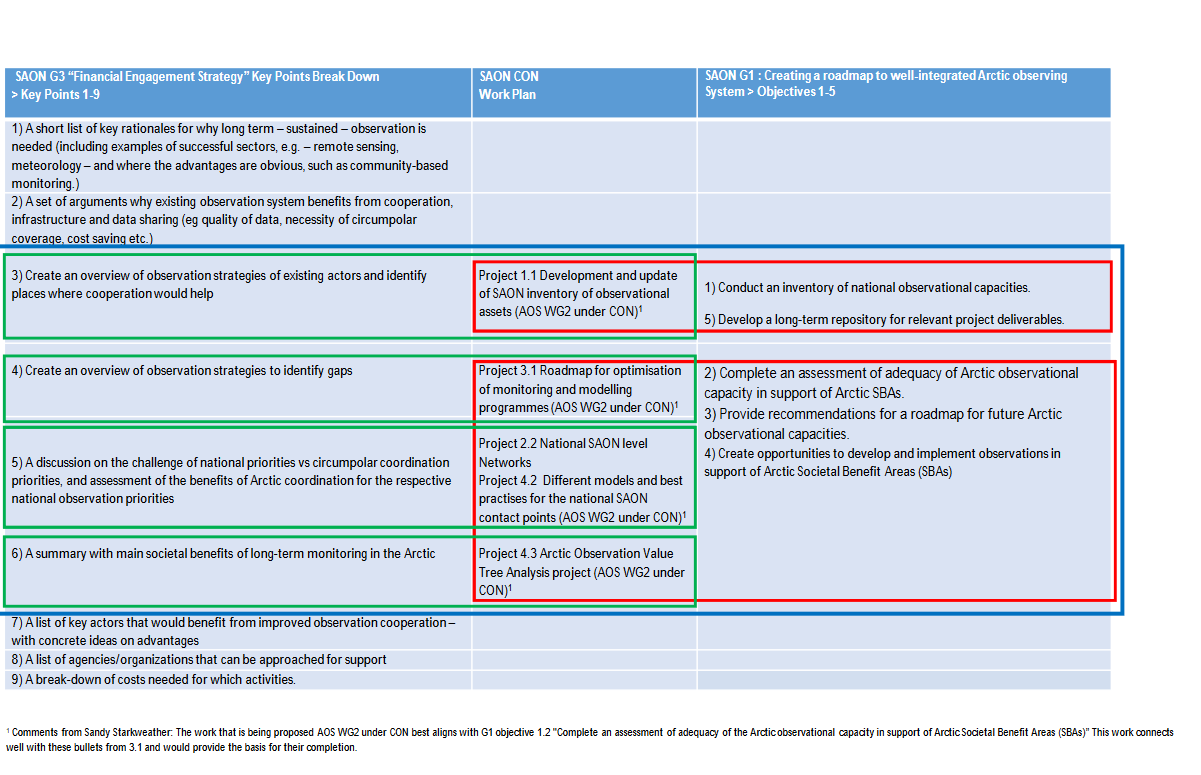 SAON G3 “Financial Engagement Strategy” Key Points Break Down
> Key Points 1-9
SAON CON
Work Plan
SAON G1 : Creating a roadmap to well-integrated Arctic observing
System > Objectives 1-5
1) A short list of key rationales for why long term – sustained – observation is
needed (including examples of successful sectors, e.g. – remote sensing,
meteorology – and where the advantages are obvious, such as community-based
monitoring.)
2) A set of arguments why existing observation system benefits from cooperation,
infrastructure and data sharing (eg quality of data, necessity of circumpolar
coverage, cost saving etc.)
3) Create an overview of observation strategies of existing actors and identify
places where cooperation would help
Project 1.1 Development and update
of SAON inventory of observational
assets (AOS WG2 under CON)¹
1) Conduct an inventory of national observational capacities.
5) Develop a long-term repository for relevant project deliverables.
4) Create an overview of observation strategies to identify gaps
Project 3.1 Roadmap for optimisation
of monitoring and modelling
programmes (AOS WG2 under CON)¹
2) Complete an assessment of adequacy of Arctic observational
capacity in support of Arctic SBAs.
3) Provide recommendations for a roadmap for future Arctic
observational capacities.
4) Create opportunities to develop and implement observations in
support of Arctic Societal Benefit Areas (SBAs)
5) A discussion on the challenge of national priorities vs circumpolar coordination
priorities, and assessment of the benefits of Arctic coordination for the respective
national observation priorities
Project 2.2 National SAON level
Networks
Project 4.2 Different models and best
practises for the national SAON
contact points (AOS WG2 under CON)¹
6) A summary with main societal benefits of long-term monitoring in the Arctic
Project 4.3 Arctic Observation Value
Tree Analysis project (AOS WG2 under
CON)¹
7) A list of key actors that would benefit from improved observation cooperation –
with concrete ideas on advantages
8) A list of agencies/organizations that can be approached for support
9) A break-down of costs needed for which activities.
¹ Comments from Sandy Starkweather: The work that is being proposed AOS WG2 under CON best aligns with G1 objective 1.2 "Complete an assessment of adequacy of the Arctic observational capacity in support of Arctic Societal Benefit Areas (SBAs)" This work connects
well with these bullets from 3.1 and would provide the basis for their completion.